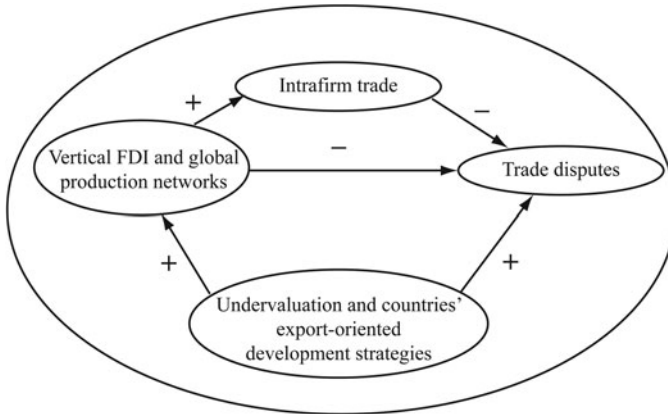 Intrafirm trade
+
−
Vertical FDI and global
production networks
−
Trade disputes
+
+
Undervaluation and countries'
export-oriented
development strategies